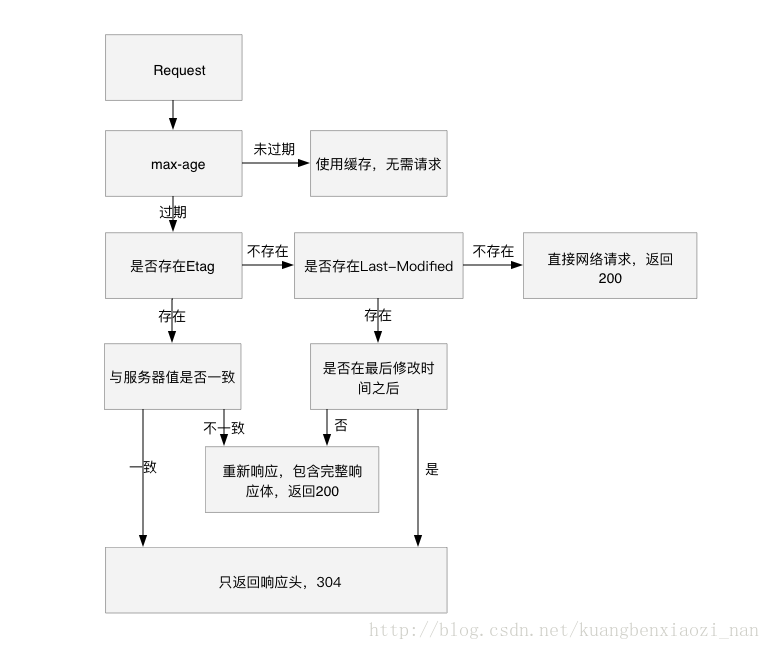 Request
max-age
未过期
使用缓存，无需请求
过期
是否存在Etag
不存在
是否存在Last-Modified
不存在
直接网络请求，返回
200
存在
存在
与服务器值是否一致
是否在最后修改时
间之后
不一致
否
一致
是
重新响应，包含完整响
应体，返回200
只返回响应头，304
http://blog.csdn.net/kuangbenxiaozi_nan